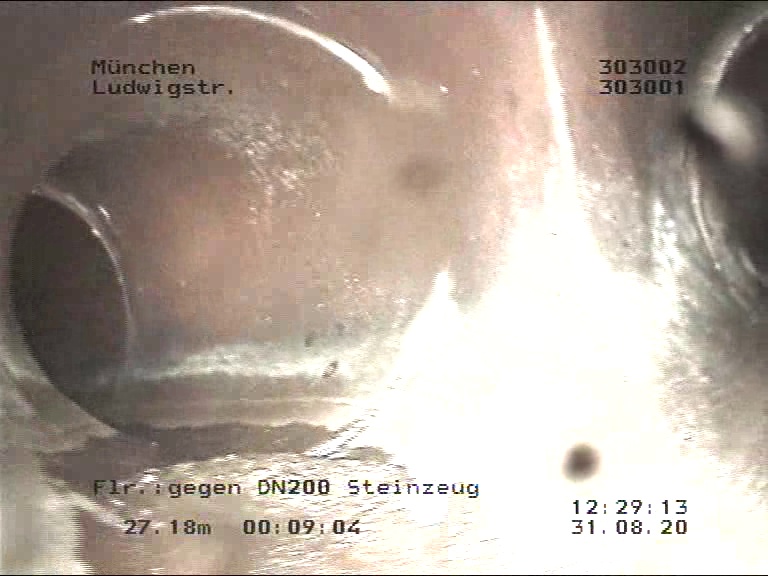 München
Ludwigstr.
303002
303001
Flr.:gegen DN200 Steinzeug
27.18m 00:09:04
12:29:13
31.08.20